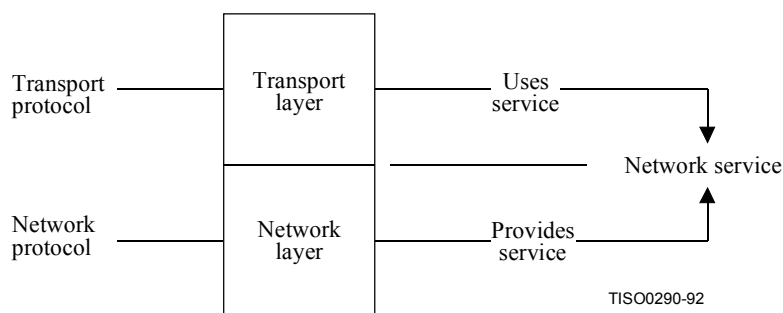 Transport
protocol
Transport
layer
Uses
service
Network service
Network
protocol
Network
layer
Provides
service
TISO0290-92